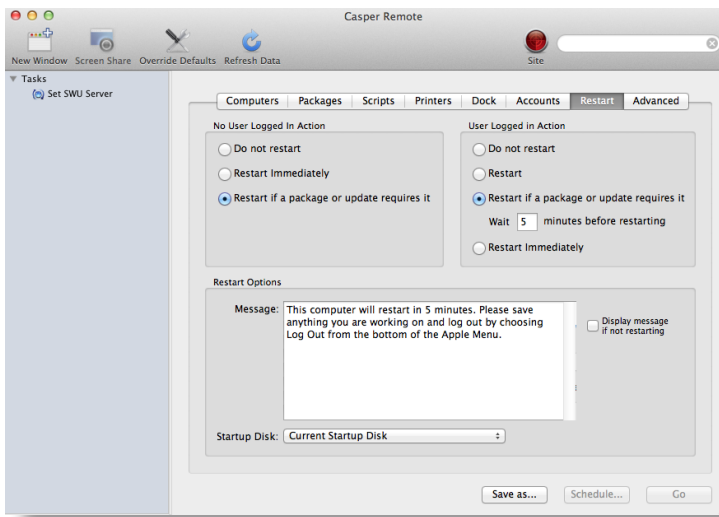 Casper Remote
New Window Screen Share Override Defaults Refresh Data Site
Tasks
Set SWU Server
Computers Packages Scripts Printers Dock Accounts Restart Advanced
No User Logged In Action
Do not restart
Restart Immediately
Restart if a package or update requires it
User Logged in Action
Do not restart
Restart
Restart if a package or update requires it
Wait 5 minutes before restarting
Restart Immediately
Restart Options
Message:
This computer will restart in 5 minutes. Please save
anything you are working on and log out by choosing
Log Out from the bottom of the Apple Menu.
Display message
if not restarting
Startup Disk: Current Startup Disk
Save as... Schedule... Go